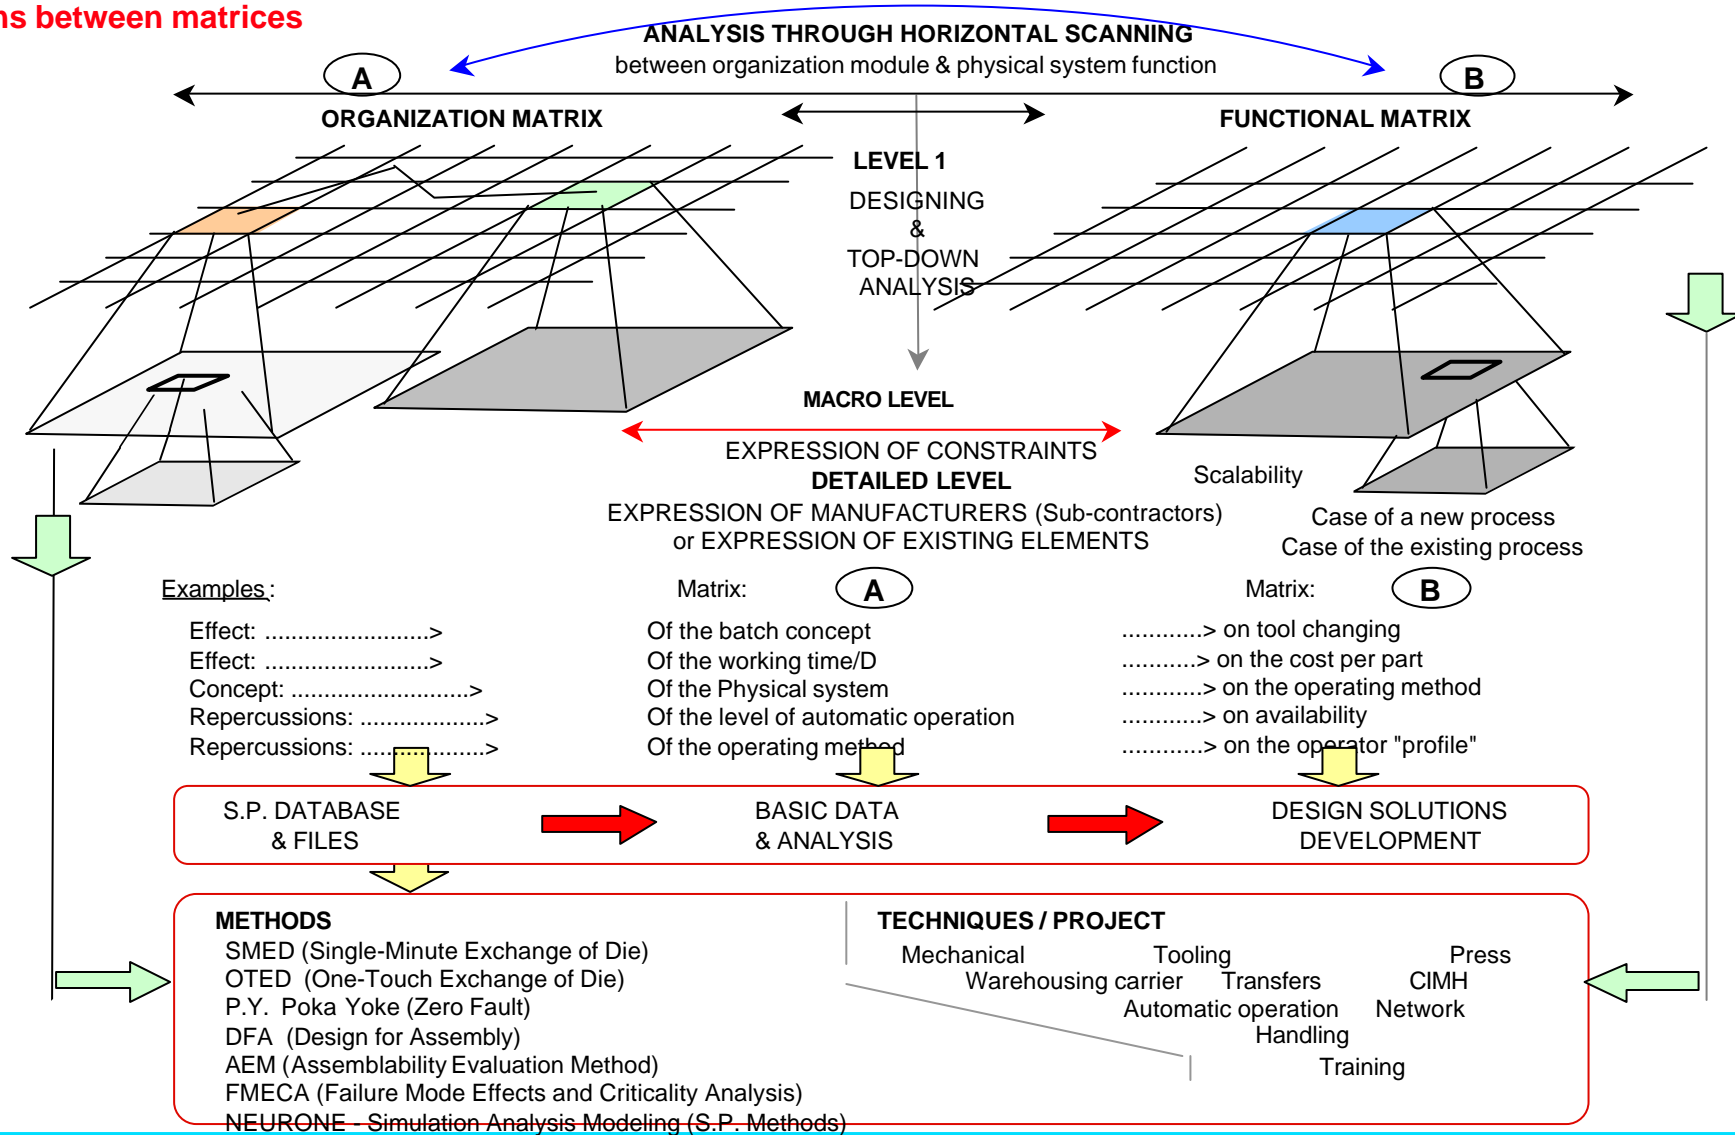 ns between matrices
ANALYSIS THROUGH HORIZONTAL SCANNING
between organization module & physical system function
A
B
ORGANIZATION MATRIX
FUNCTIONAL MATRIX
LEVEL 1
DESIGNING
&
TOP-DOWN
ANALYSIS
MACRO LEVEL
EXPRESSION OF CONSTRAINTS
DETAILED LEVEL
EXPRESSION OF MANUFACTURERS (Sub-contractors)
or EXPRESSION OF EXISTING ELEMENTS
Scalability
Case of a new process
Case of the existing process
Examples : Matrix: A Matrix: B
Effect: .........................> Of the batch concept ............> on tool changing
Effect: .........................> Of the working time/D ...........> on the cost per part
Concept: ...........................> Of the Physical system ............> on the operating method
Repercussions: ...................> Of the level of automatic operation ............> on availability
Repercussions: ...................> Of the operating method ............> on the operator "profile"
S.P. DATABASE
& FILES
BASIC DATA
& ANALYSIS
DESIGN SOLUTIONS
DEVELOPMENT
METHODS
SMED (Single-Minute Exchange of Die)
OTED (One-Touch Exchange of Die)
P.Y. Poka Yoke (Zero Fault)
DFA (Design for Assembly)
AEM (Assemblability Evaluation Method)
FMECA (Failure Mode Effects and Criticality Analysis)
NEURONE - Simulation Analysis Modeling (S.P. Methods)
TECHNIQUES / PROJECT
Mechanical Tooling Press
Warehousing carrier Transfers CIMH
Automatic operation Network
Handling
Training